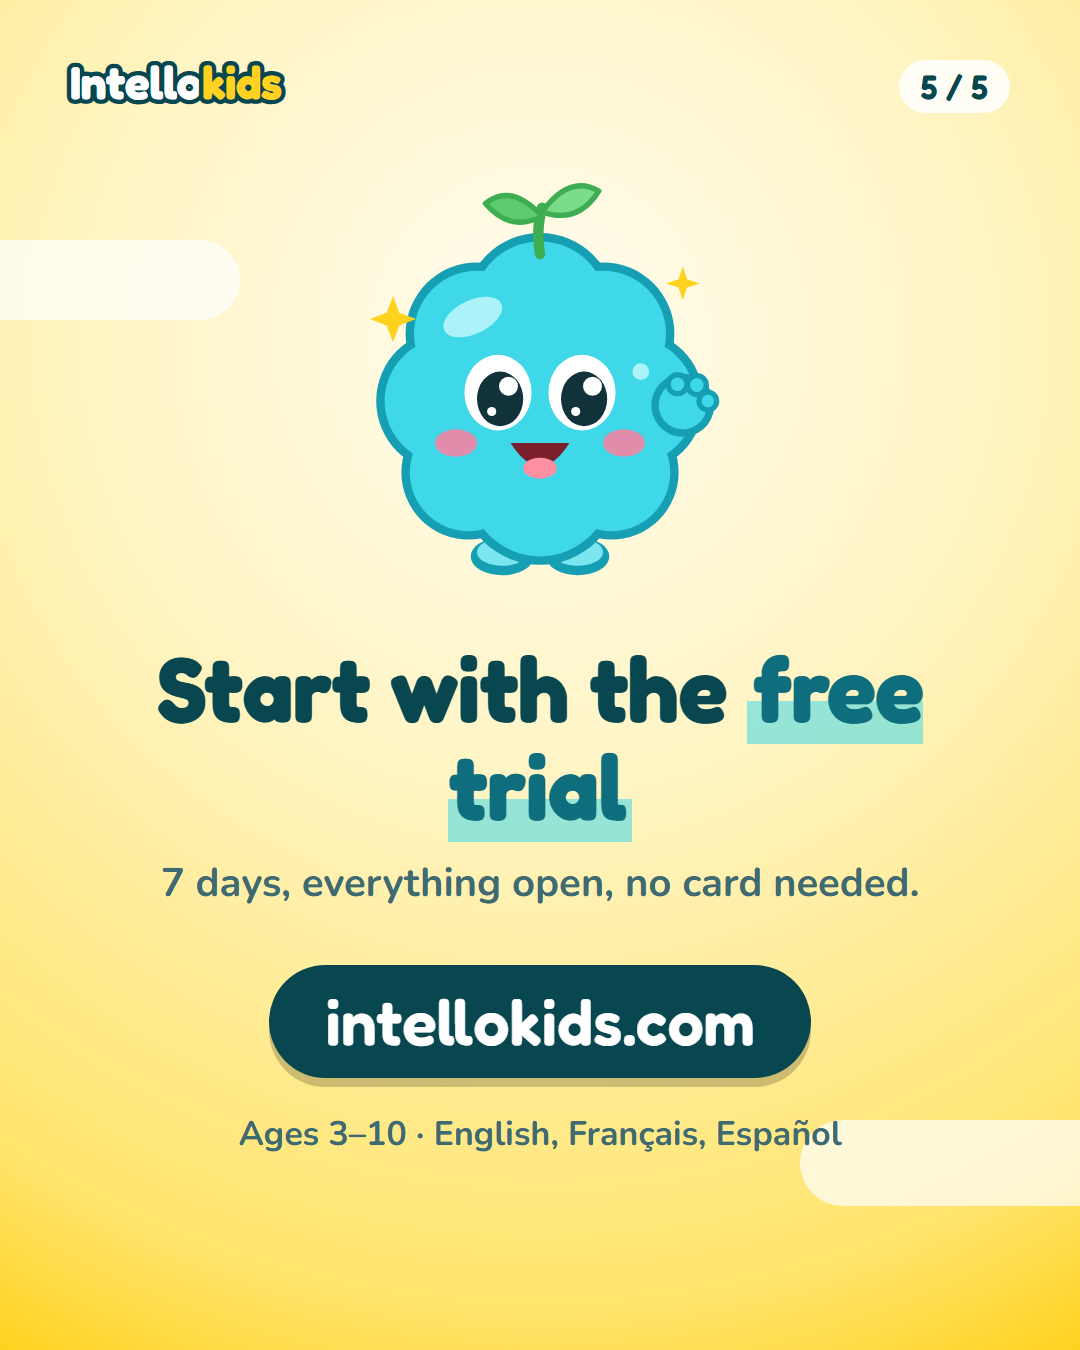 Intellokids
5 / 5
Start with the free
trial
7 days, everything open, no card needed.
intellokids.com
Ages 3–10 · English, Français, Español